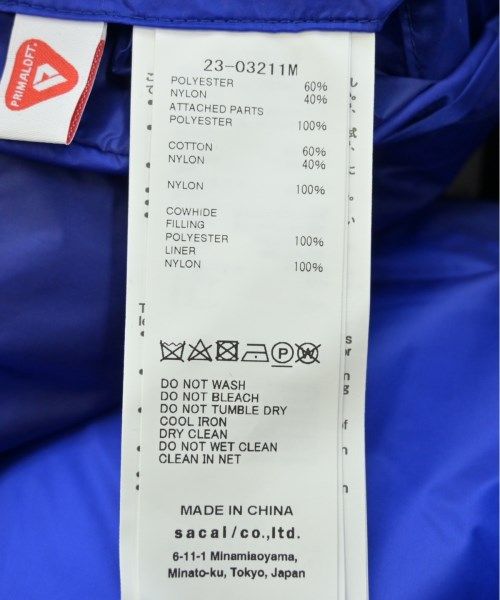 PRIMALOFT.
23-03211M
POLYESTER 60%
NYLON 40%
ATTACHED PARTS
POLYESTER 100%
COTTON 60%
NYLON 40%
NYLON 100%
COWHIDE
FILLING
POLYESTER 100%
LINER
NYLON 100%
DO NOT WASH
DO NOT BLEACH
DO NOT TUMBLE DRY
COOL IRON
DRY CLEAN
DO NOT WET CLEAN
CLEAN IN NET
MADE IN CHINA
sacai/co.,ltd.
6-11-1 Minamiaoyama,
Minato-ku, Tokyo, Japan